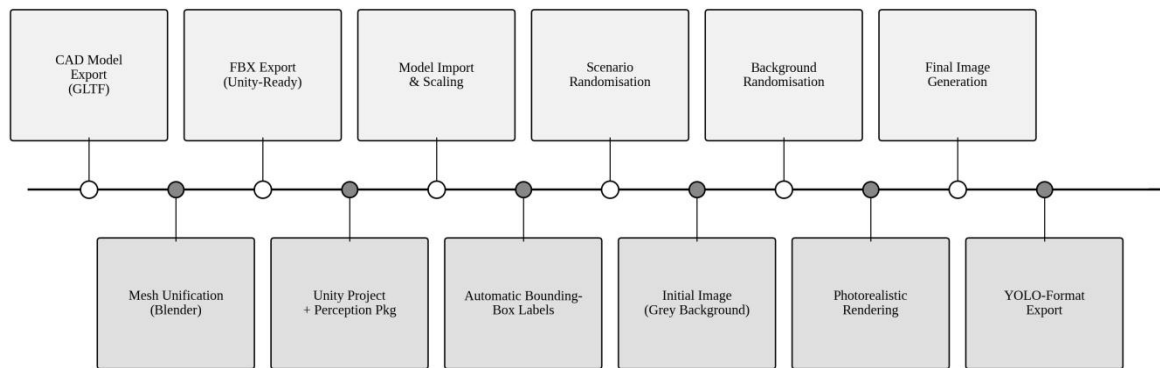 CAD Model
Export
(GLTF)
FBX Export
(Unity-Ready)
Model Import
& Scaling
Scenario
Randomisation
Background
Randomisation
Final Image
Generation
Mesh Unification
(Blender)
Unity Project
+ Perception Pkg
Automatic Bounding-
Box Labels
Initial Image
(Grey Background)
Photorealistic
Rendering
YOLO-Format
Export